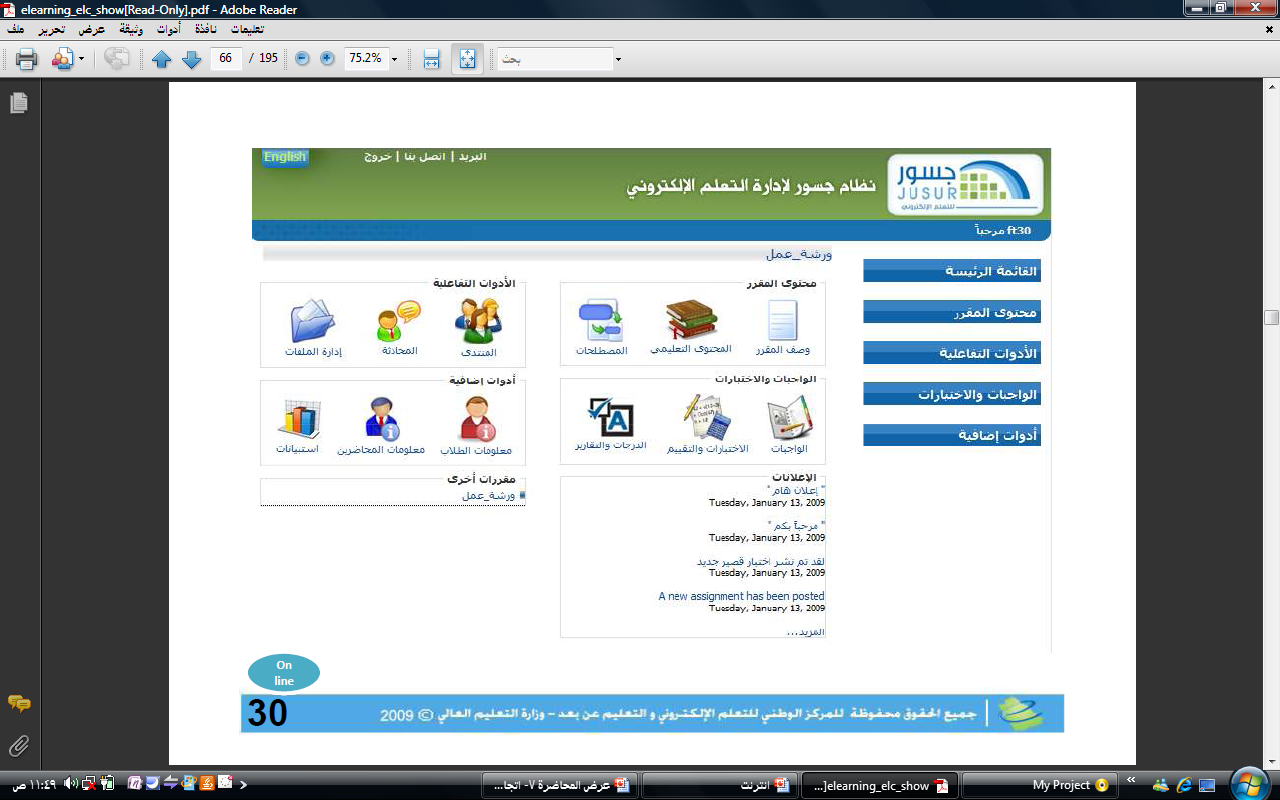 elearning_elc_show[Read-Only].pdf - Adobe Reader
ملف تحرير عرض وثيقة أدوات نافذة تعليمات
66 / 195 75.2% بحث
English
البريد | اتصل بنا | خروج
جسور
JUSUR
للتعلم الإلكتروني
نظام جسور لإدارة التعلم الإلكتروني
ft30 مرحباً
القائمة الرئيسة
محتوى المقرر
الأدوات التفاعلية
الواجبات والاختبارات
أدوات إضافية
ورشة_عمل
محتوى المقرر
وصف المقرر
المحتوى التعليمي
المصطلحات
الأدوات التفاعلية
المنتدى
المحادثة
إدارة الملفات
الواجبات والاختبارات
الواجبات
الاختبارات والتقييم
الدرجات والتقارير
أدوات إضافية
معلومات الطلاب
معلومات المحاضرين
استبيانات
الإعلانات
" إعلان هام "
Tuesday, January 13, 2009
" مرحباً بكم "
Tuesday, January 13, 2009
لقد تم نشر اختبار قصير جديد
Tuesday, January 13, 2009
A new assignment has been posted
Tuesday, January 13, 2009
المزيد...
مقررات أخرى
ورشة_عمل
On
line
30
جميع الحقوق محفوظة للمركز الوطني للتعلم الإلكتروني و التعليم عن بعد – وزارة التعليم العالي © 2009
My Project
elearning_elc_show[...
انترنت
عرض المحاضرة ٧- اتجا...
١١:٤٩ ص